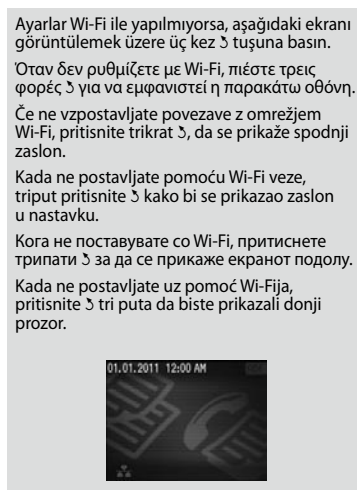 Ayarlar Wi-Fi ile yapılmıyorsa, aşağıdaki ekranı
görüntülemek üzere üç kez ⮌ tuşuna basın.
Όταν δεν ρυθμίζετε με Wi-Fi, πιέστε τρεις
φορές ⮌ για να εμφανιστεί η παρακάτω οθόνη.
Če ne vzpostavljate povezave z omrežjem
Wi-Fi, pritisnite trikrat ⮌, da se prikaže spodnji
zaslon.
Kada ne postavljate pomoću Wi-Fi veze,
triput pritisnite ⮌ kako bi se prikazao zaslon
u nastavku.
Кога не поставувате со Wi-Fi, притиснете
трипати ⮌ за да се прикаже екранот подолу.
Kada ne postavljate uz pomoć Wi-Fija,
pritisnite ⮌ tri puta da biste prikazali donji
prozor.
01.01.2011 12:00 AM